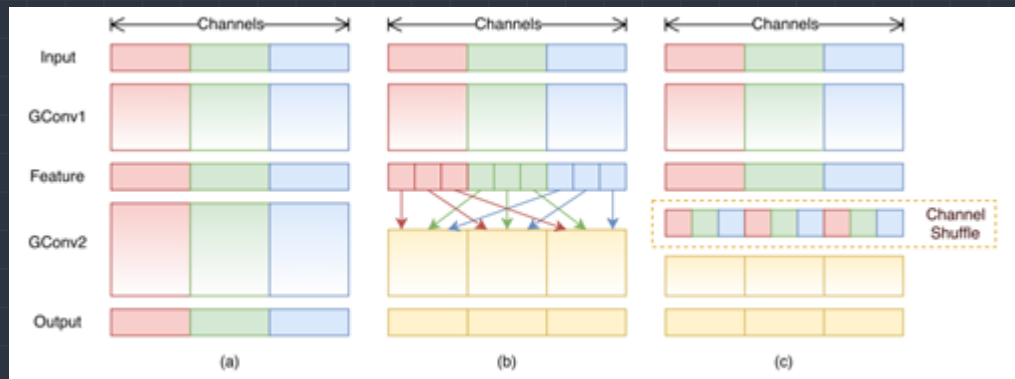 Channels Channels Channels
Input
GConv1
Feature
Channel
Shuffle
GConv2
Output
(a) (b) (c)